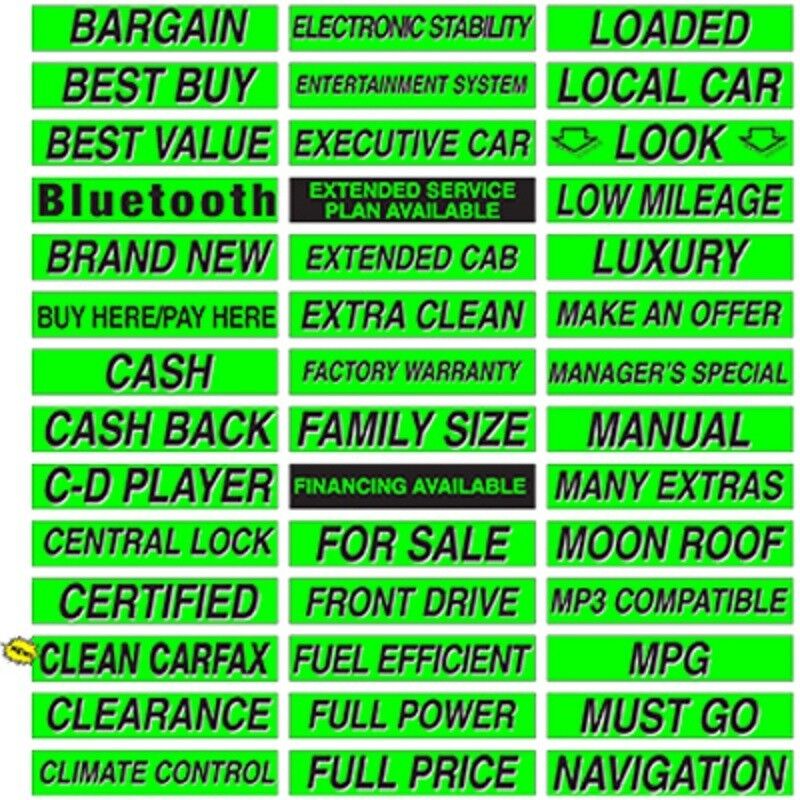 BARGAIN
BEST BUY
BEST VALUE
Bluetooth
BRAND NEW
BUY HERE/PAY HERE
CASH
CASH BACK
C-D PLAYER
CENTRAL LOCK
CERTIFIED
NEW!
CLEAN CARFAX
CLEARANCE
CLIMATE CONTROL
ELECTRONIC STABILITY
ENTERTAINMENT SYSTEM
EXECUTIVE CAR
EXTENDED SERVICE
PLAN AVAILABLE
EXTENDED CAB
EXTRA CLEAN
FACTORY WARRANTY
FAMILY SIZE
FINANCING AVAILABLE
FOR SALE
FRONT DRIVE
FUEL EFFICIENT
FULL POWER
FULL PRICE
LOADED
LOCAL CAR
LOOK
LOW MILEAGE
LUXURY
MAKE AN OFFER
MANAGER'S SPECIAL
MANUAL
MANY EXTRAS
MOON ROOF
MP3 COMPATIBLE
MPG
MUST GO
NAVIGATION